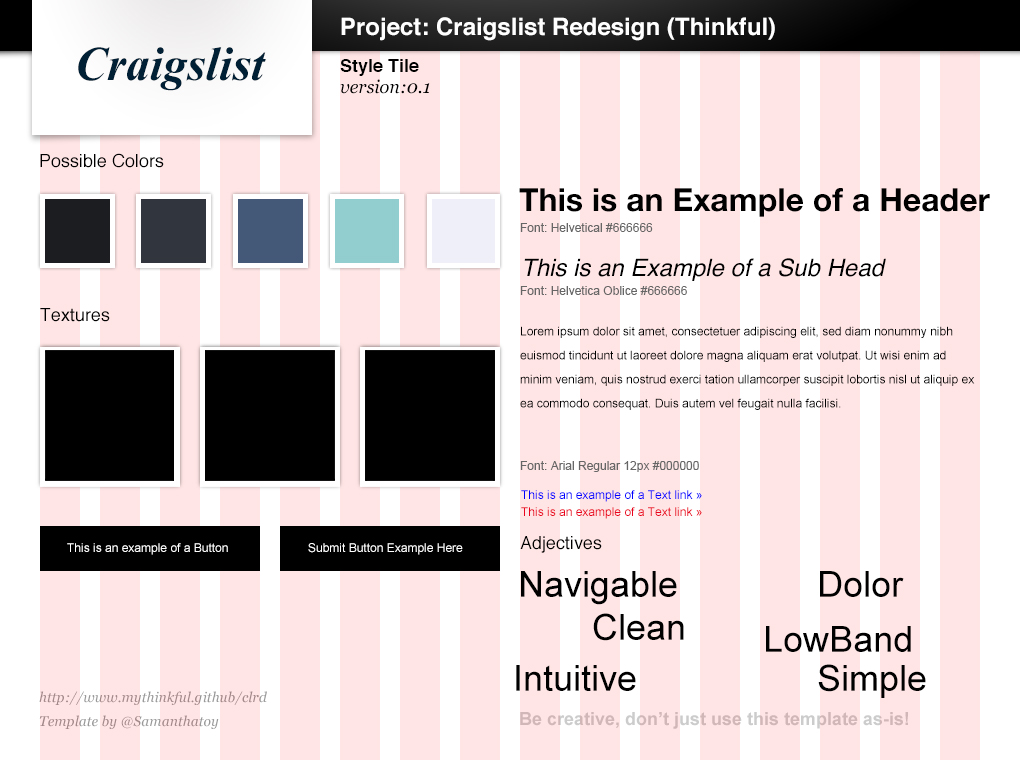 Project: Craigslist Redesign (Thinkful)
Craigslist
Style Tile
version:0.1
Possible Colors
Textures
This is an example of a Button
Submit Button Example Here
http://www.mythinkful.github/clrd
Template by @Samanthatoy
This is an Example of a Header
Font: Helvetical #666666
This is an Example of a Sub Head
Font: Helvetica Oblice #666666
Lorem ipsum dolor sit amet, consectetuer adipiscing elit, sed diam nonummy nibh
euismod tincidunt ut laoreet dolore magna aliquam erat volutpat. Ut wisi enim ad
minim veniam, quis nostrud exerci tation ullamcorper suscipit lobortis nisl ut aliquip ex
ea commodo consequat. Duis autem vel feugait nulla facilisi.
Font: Arial Regular 12px #000000
This is an example of a Text link »
This is an example of a Text link »
Adjectives
Navigable
Dolor
Clean
LowBand
Intuitive
Simple
Be creative, don’t just use this template as-is!